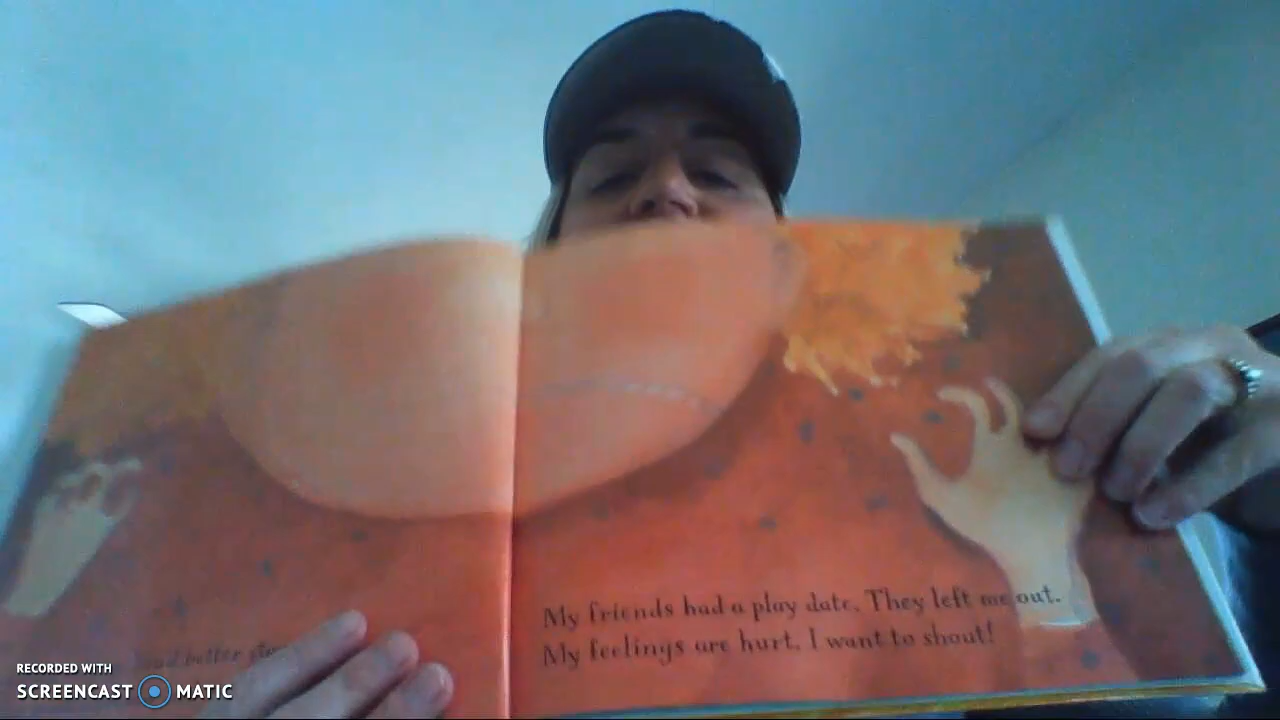 better
My friends had a play date. They left me out.
My feelings are hurt. I want to shout!
RECORDED WITH
SCREENCAST MATIC